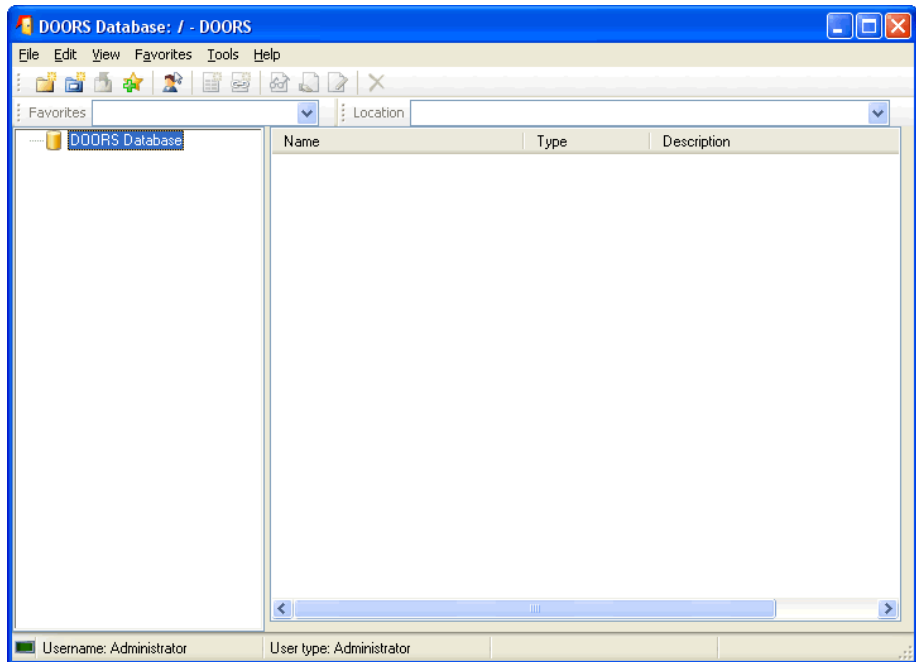 DOORS Database: / - DOORS
File Edit View Favorites Tools Help
Favorites Location
DOORS Database Name Type Description
Username: Administrator User type: Administrator